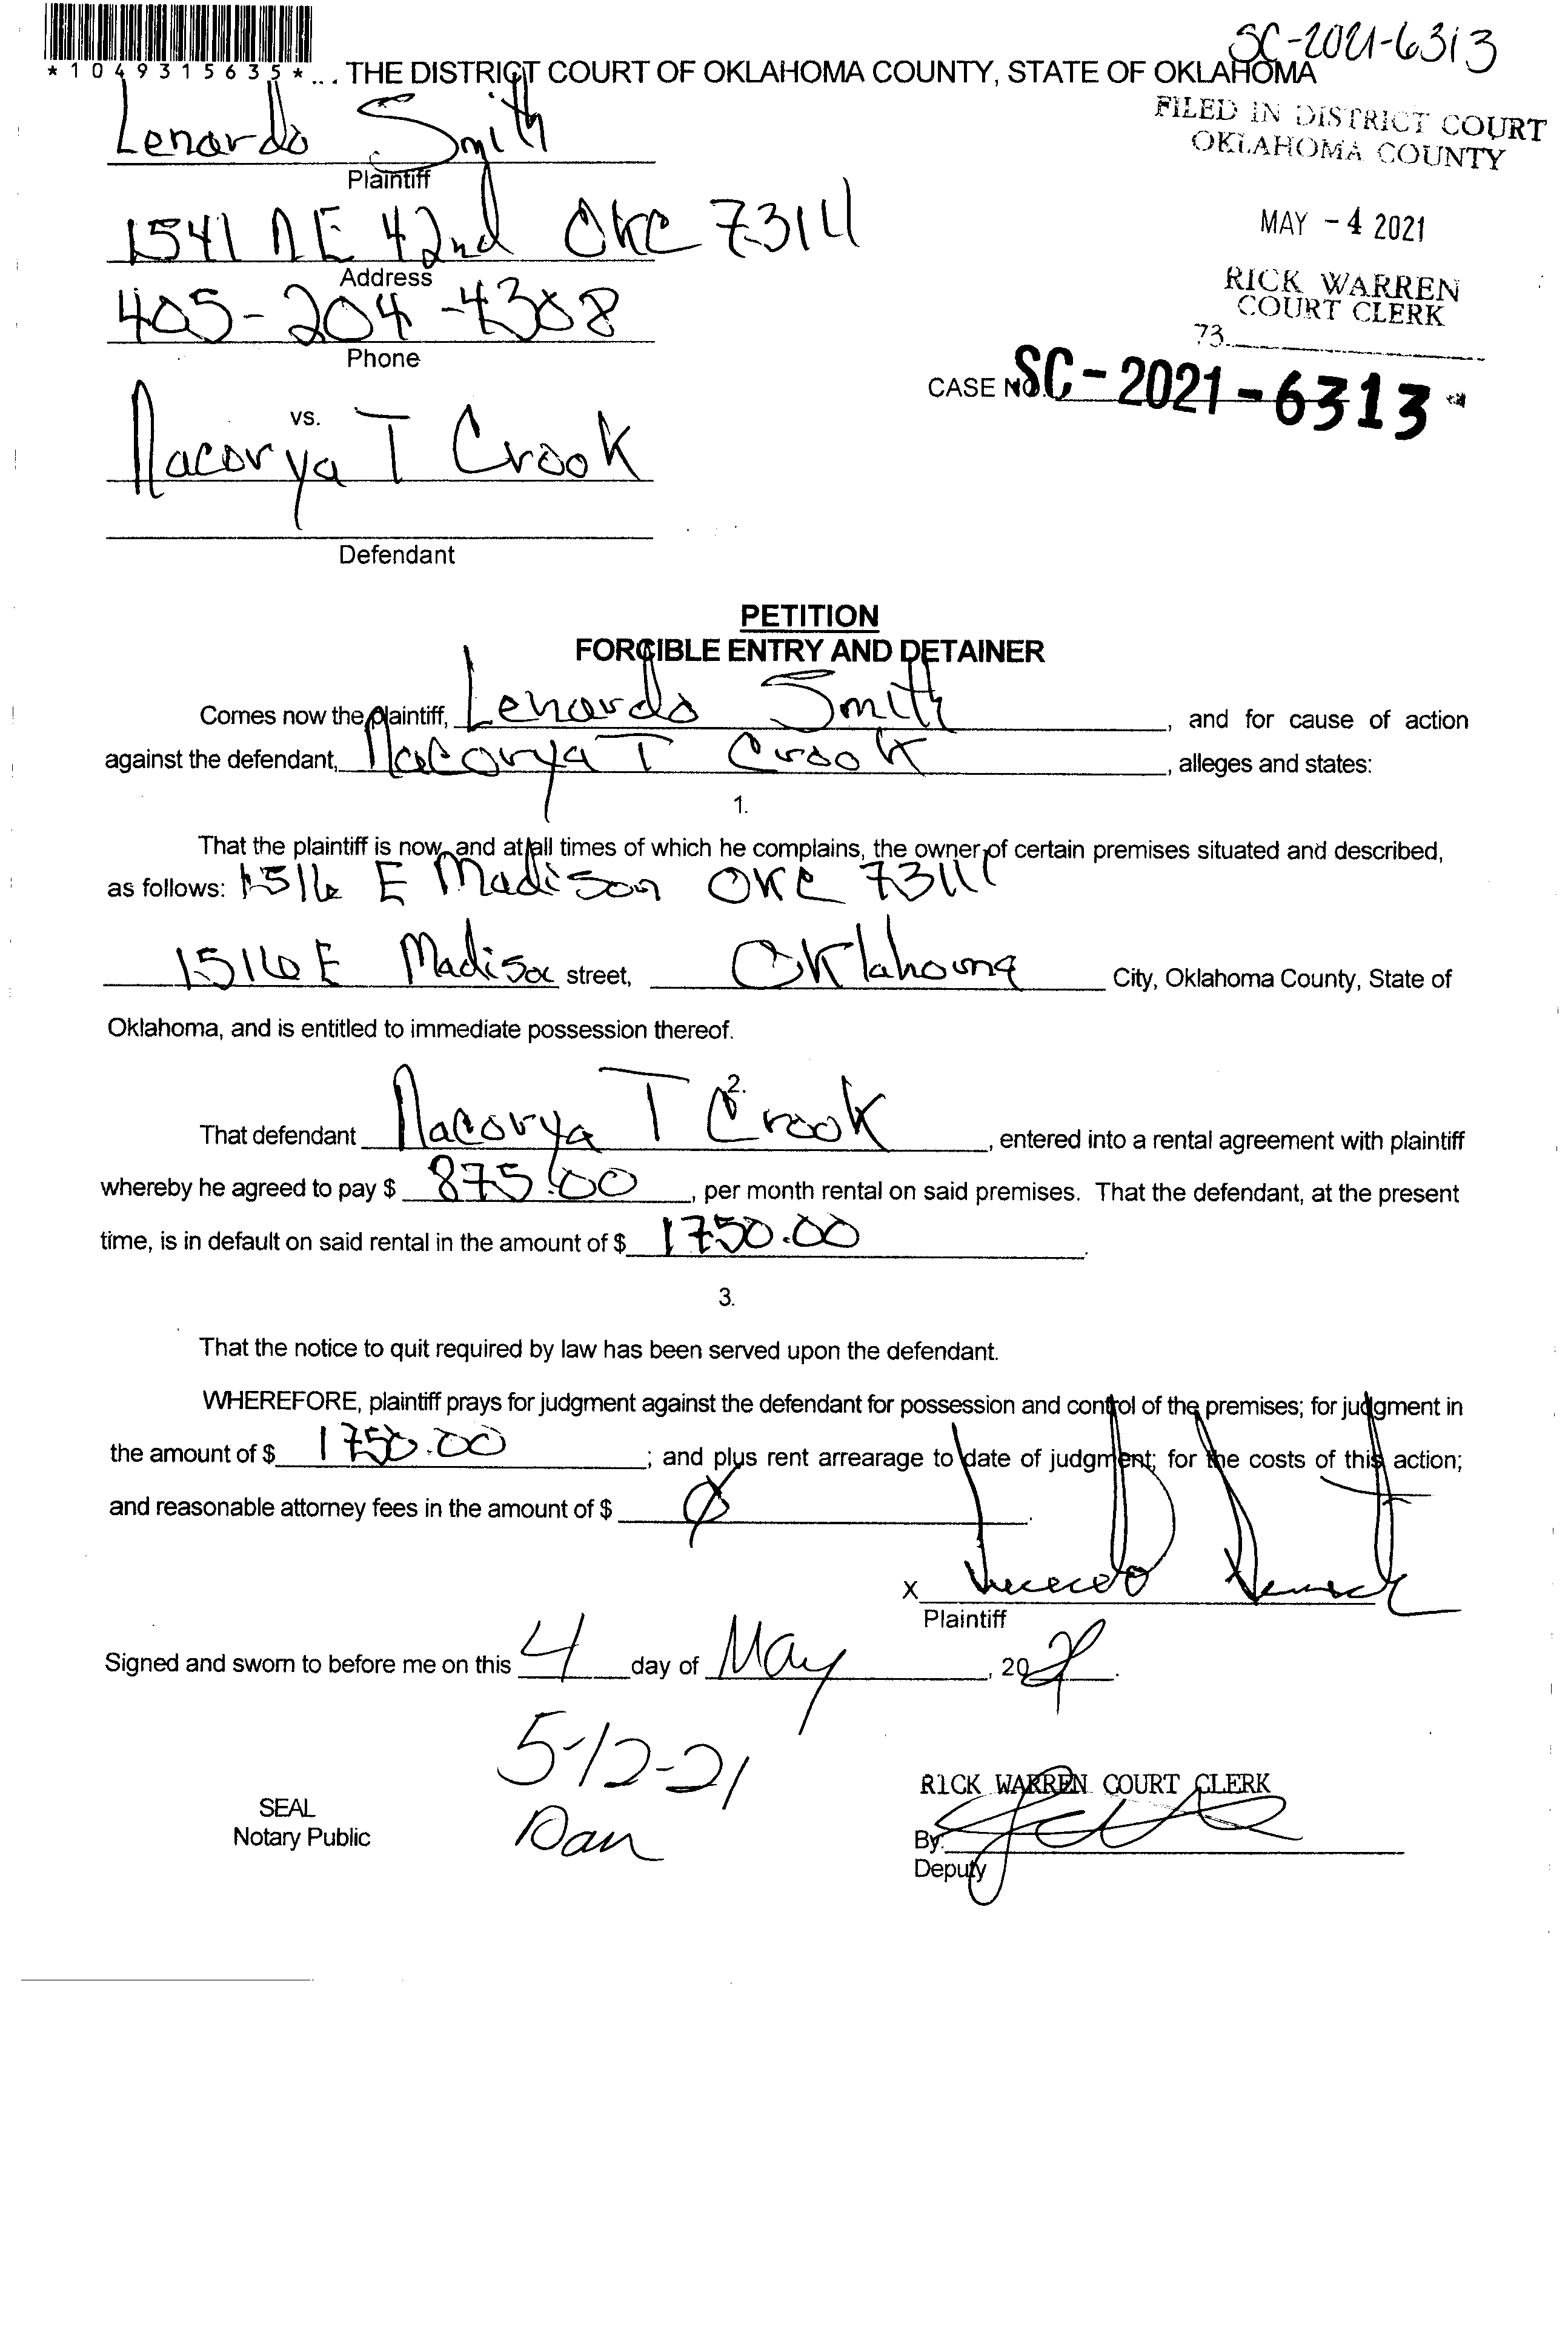 SC-2021-6313
*1049315635*... THE DISTRICT COURT OF OKLAHOMA COUNTY, STATE OF OKLAHOMA
FILED IN DISTRICT COURT
OKLAHOMA COUNTY
Lenardo Smith
Plaintiff
1541 NE 42nd OKC 73111
Address
MAY -4 2021
405-204-4308
Phone
RICK WARREN
COURT CLERK
73
CASE NO. SC-2021-6313
vs.
Nacorya T Crook
Defendant
PETITION
FORCIBLE ENTRY AND DETAINER
Comes now the plaintiff, Lenardo Smith, and for cause of action
against the defendant, Nacorya T Crook, alleges and states:
1.
That the plaintiff is now, and at all times of which he complains, the owner of certain premises situated and described,
as follows: 1516 E Madison OKC 73111
1516 E Madison street, Oklahoma City, Oklahoma County, State of
Oklahoma, and is entitled to immediate possession thereof.
2.
That defendant Nacorya T Crook, entered into a rental agreement with plaintiff
whereby he agreed to pay $ 875.00, per month rental on said premises. That the defendant, at the present
time, is in default on said rental in the amount of $ 1750.00.
3.
That the notice to quit required by law has been served upon the defendant.
WHEREFORE, plaintiff prays for judgment against the defendant for possession and control of the premises; for judgment in
the amount of $ 1750.00; and plus rent arrearage to date of judgment; for the costs of this action;
and reasonable attorney fees in the amount of $ Ø.
X
Plaintiff
Signed and sworn to before me on this 4 day of May, 2021.
5-12-21
RICK WARREN COURT CLERK
SEAL
Notary Public
By
Deputy